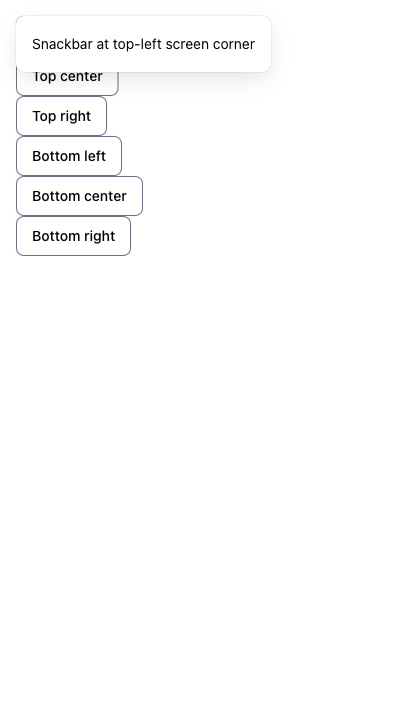 Snackbar at top-left screen corner
Top center
Top right
Bottom left
Bottom center
Bottom right